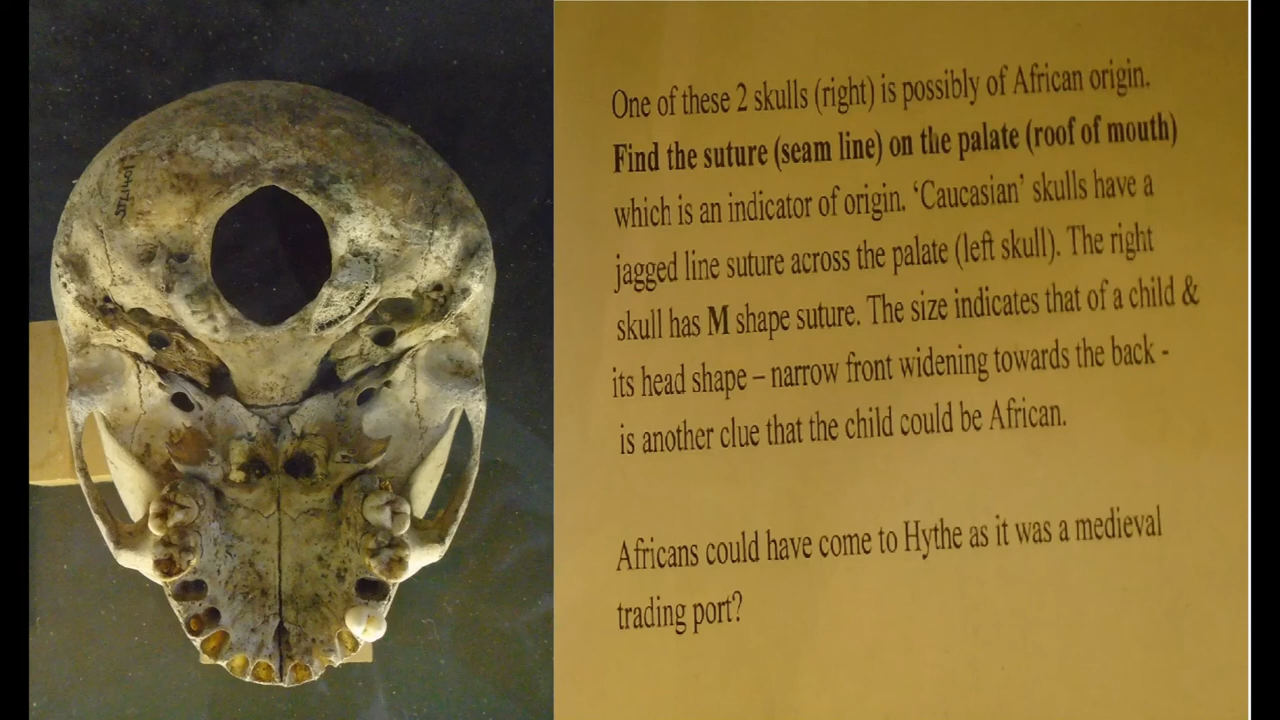 One of these 2 skulls (right) is possibly of African origin.
Find the suture (seam line) on the palate (roof of mouth)
which is an indicator of origin. ‘Caucasian’ skulls have a
jagged line suture across the palate (left skull). The right
skull has M shape suture. The size indicates that of a child &
its head shape – narrow front widening towards the back -
is another clue that the child could be African.
Africans could have come to Hythe as it was a medieval
trading port?